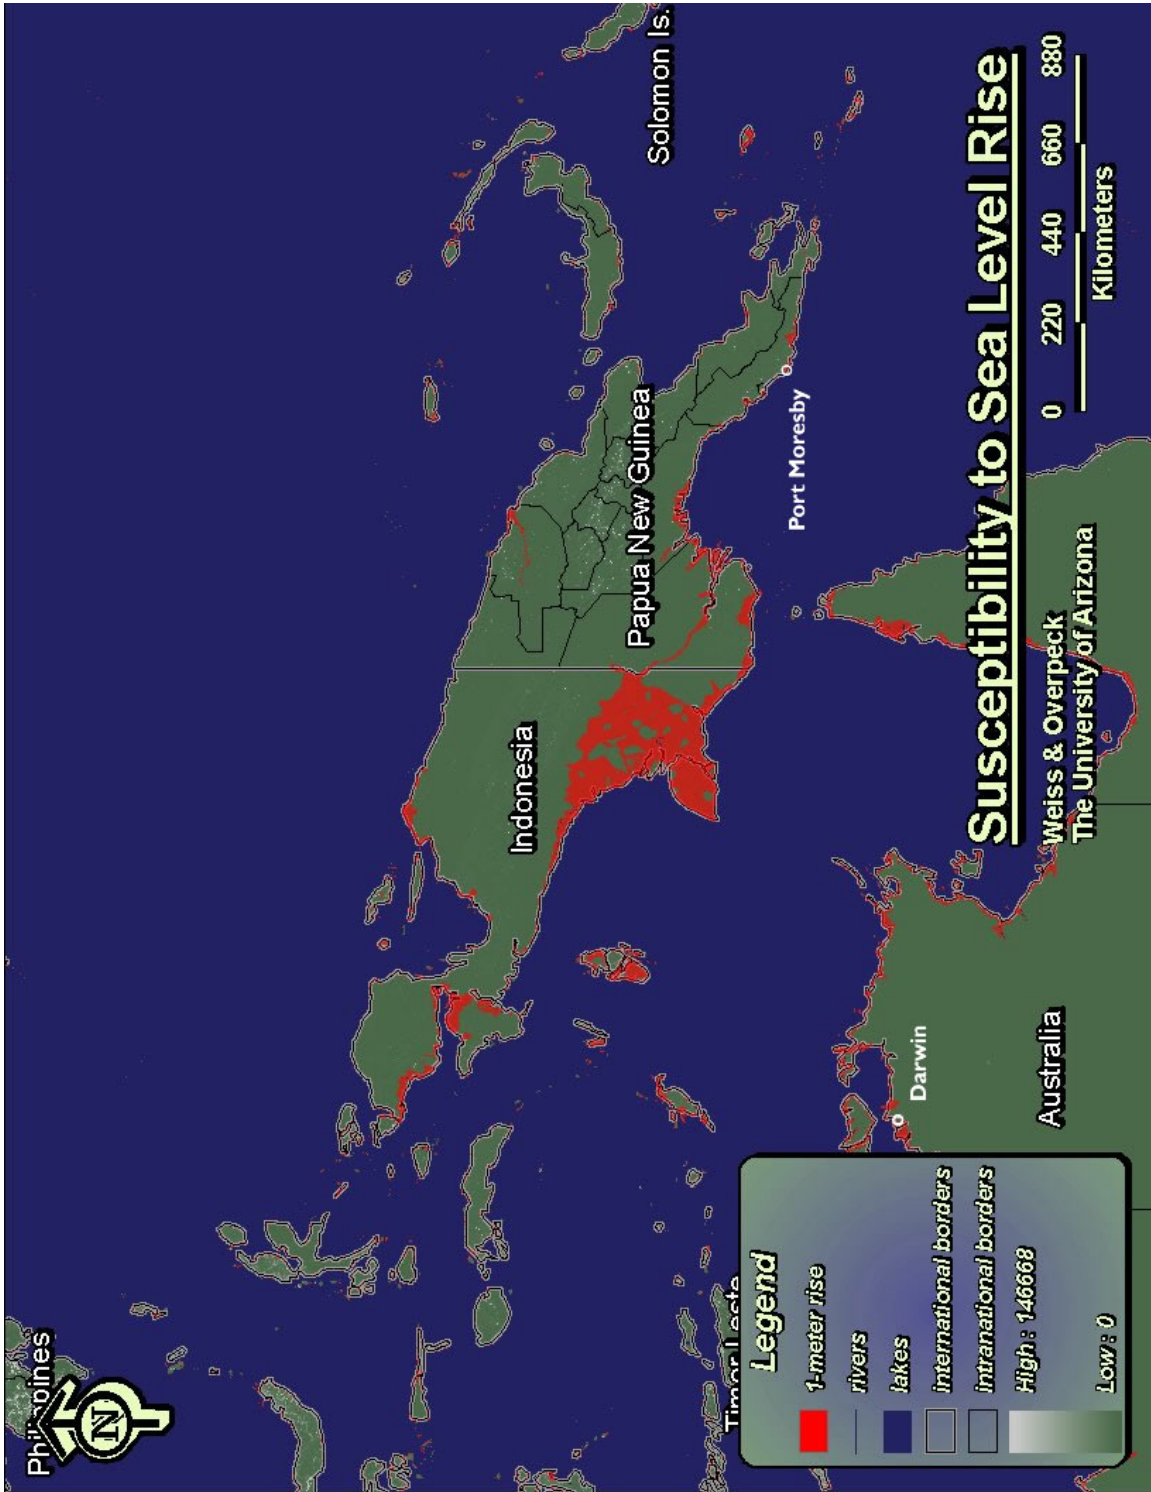 Philippines
N
Solomon Is.
Indonesia
Papua New Guinea
Port Moresby
Timor Leste
Darwin
Australia
Susceptibility to Sea Level Rise
Weiss & Overpeck
The University of Arizona
0 220 440 660 880
Kilometers
Legend
1-meter rise
rivers
lakes
international borders
intranational borders
High : 146668
Low : 0